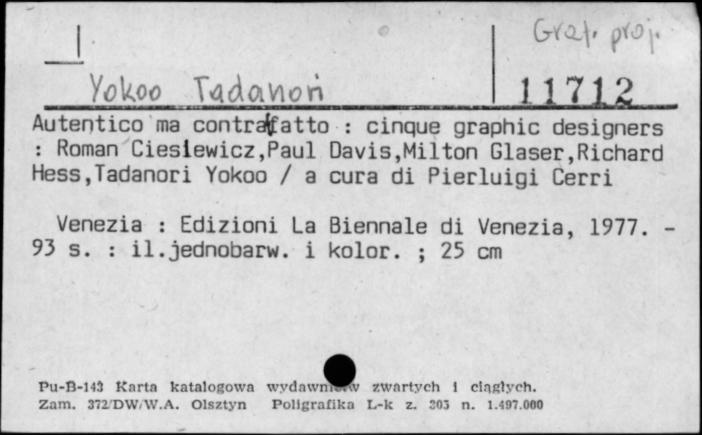 Graf. proj.
Yokoo Tadanori 11712
Autentico ma contraffatto : cinque graphic designers
: Roman Cieslewicz,Paul Davis,Milton Glaser,Richard
Hess,Tadanori Yokoo / a cura di Pierluigi Cerri
Venezia : Edizioni La Biennale di Venezia, 1977. -
93 s. : il.jednobarw. i kolor. ; 25 cm
Pu-B-143 Karta katalogowa wydawnictw zwartych i ciągłych.
Zam. 372/DW/W.A. Olsztyn Poligrafika L-k z. 205 n. 1.497.000